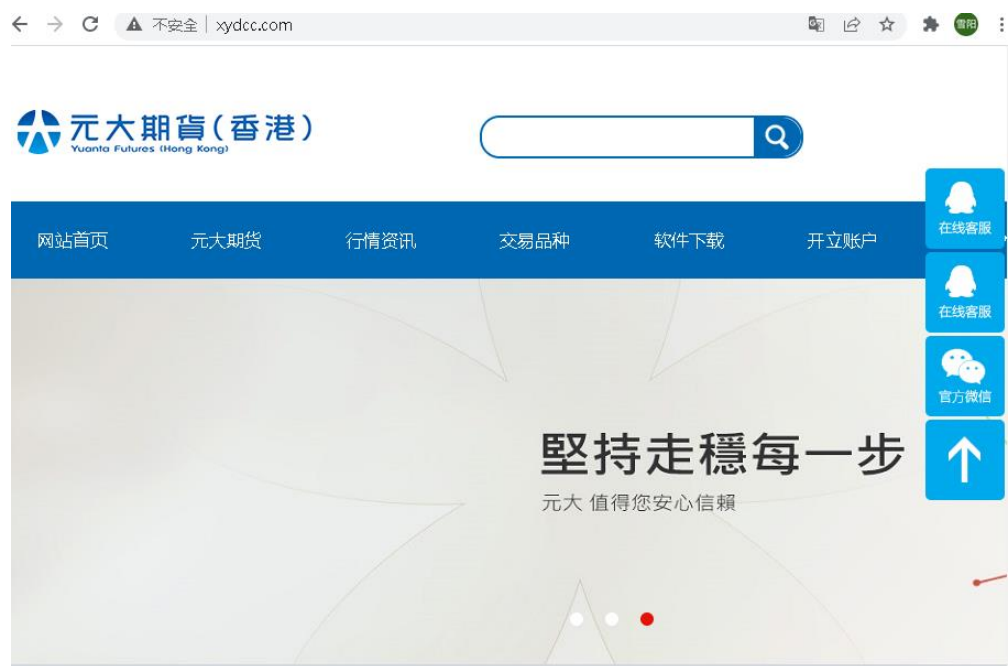 不安全 xydcc.com
雪阳
元大期貨(香港)
Yuanta Futures (Hong Kong)
网站首页 元大期货 行情资讯 交易品种 软件下载 开立账户
在线客服
在线客服
官方微信
堅持走穩每一步
元大 值得您安心信賴